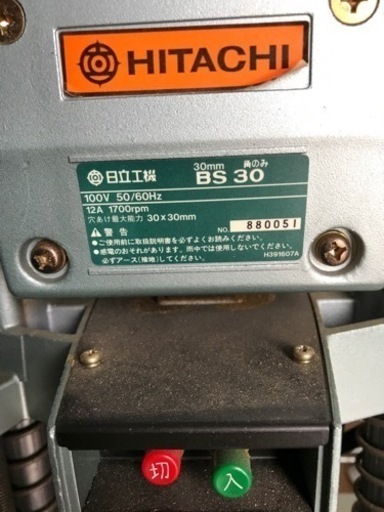 HITACHI
日立工機
30mm 角のみ
BS 30
100V 50/60Hz
12A 1700rpm
穴あけ最大能力 30×30mm
警告
NO. 880051
●ご使用前に取扱説明書を必ずよくお読みください。
●感電のおそれがあります。雨中では使用しないでください。
必ずアース(接地)してください。
H391607A
切
入